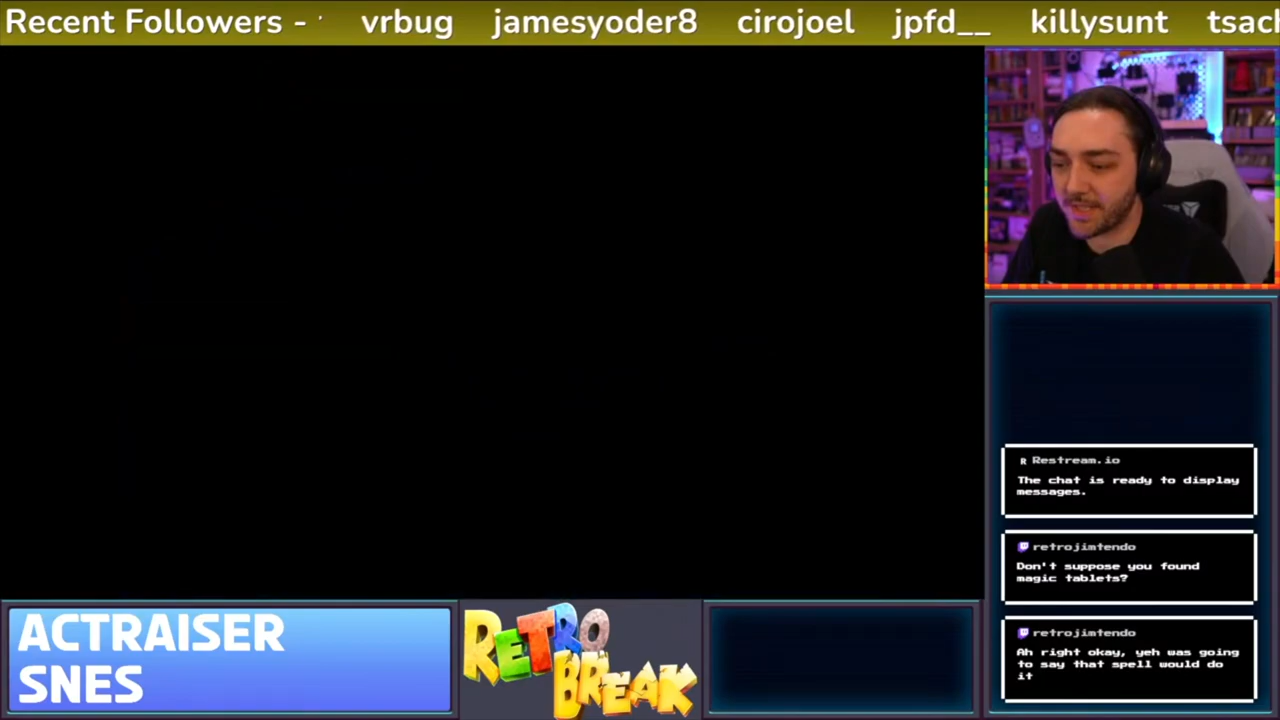 Recent Followers - vrbug jamesyoder8 cirojoel jpfd__ killysunt tsach
R Restream.io
The chat is ready to display
messages.
retrojimtendo
Don't suppose you found
magic tablets?
retrojimtendo
Ah right okay, yeh was going
to say that spell would do
it
ACTRAISER
SNES
RETRO
BREAK